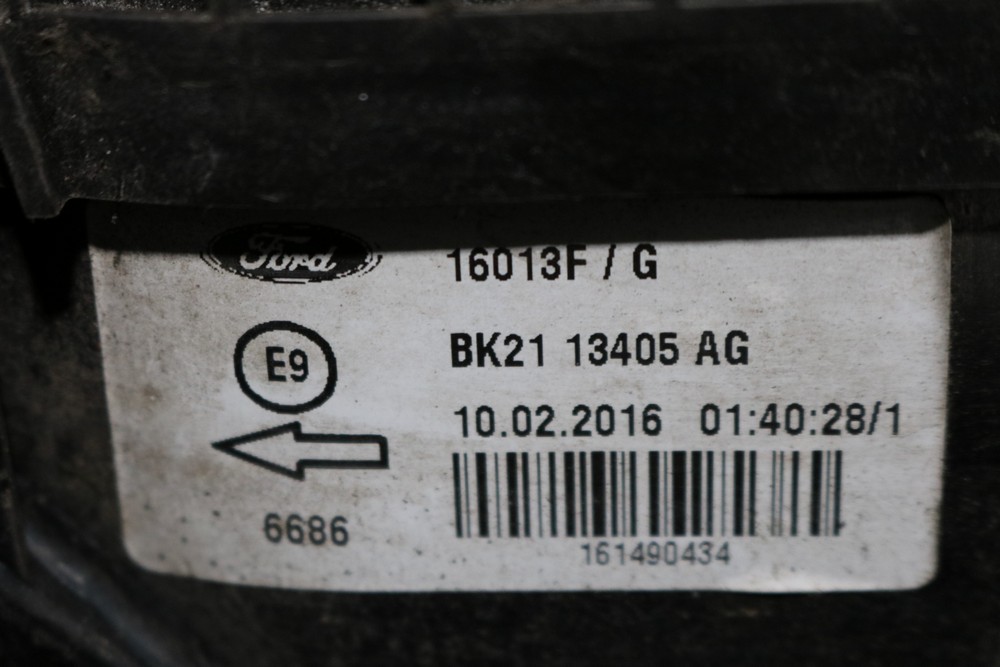 Ford
16013F / G
E9
BK21 13405 AG
10.02.2016 01:40:28/1
6686
161490434